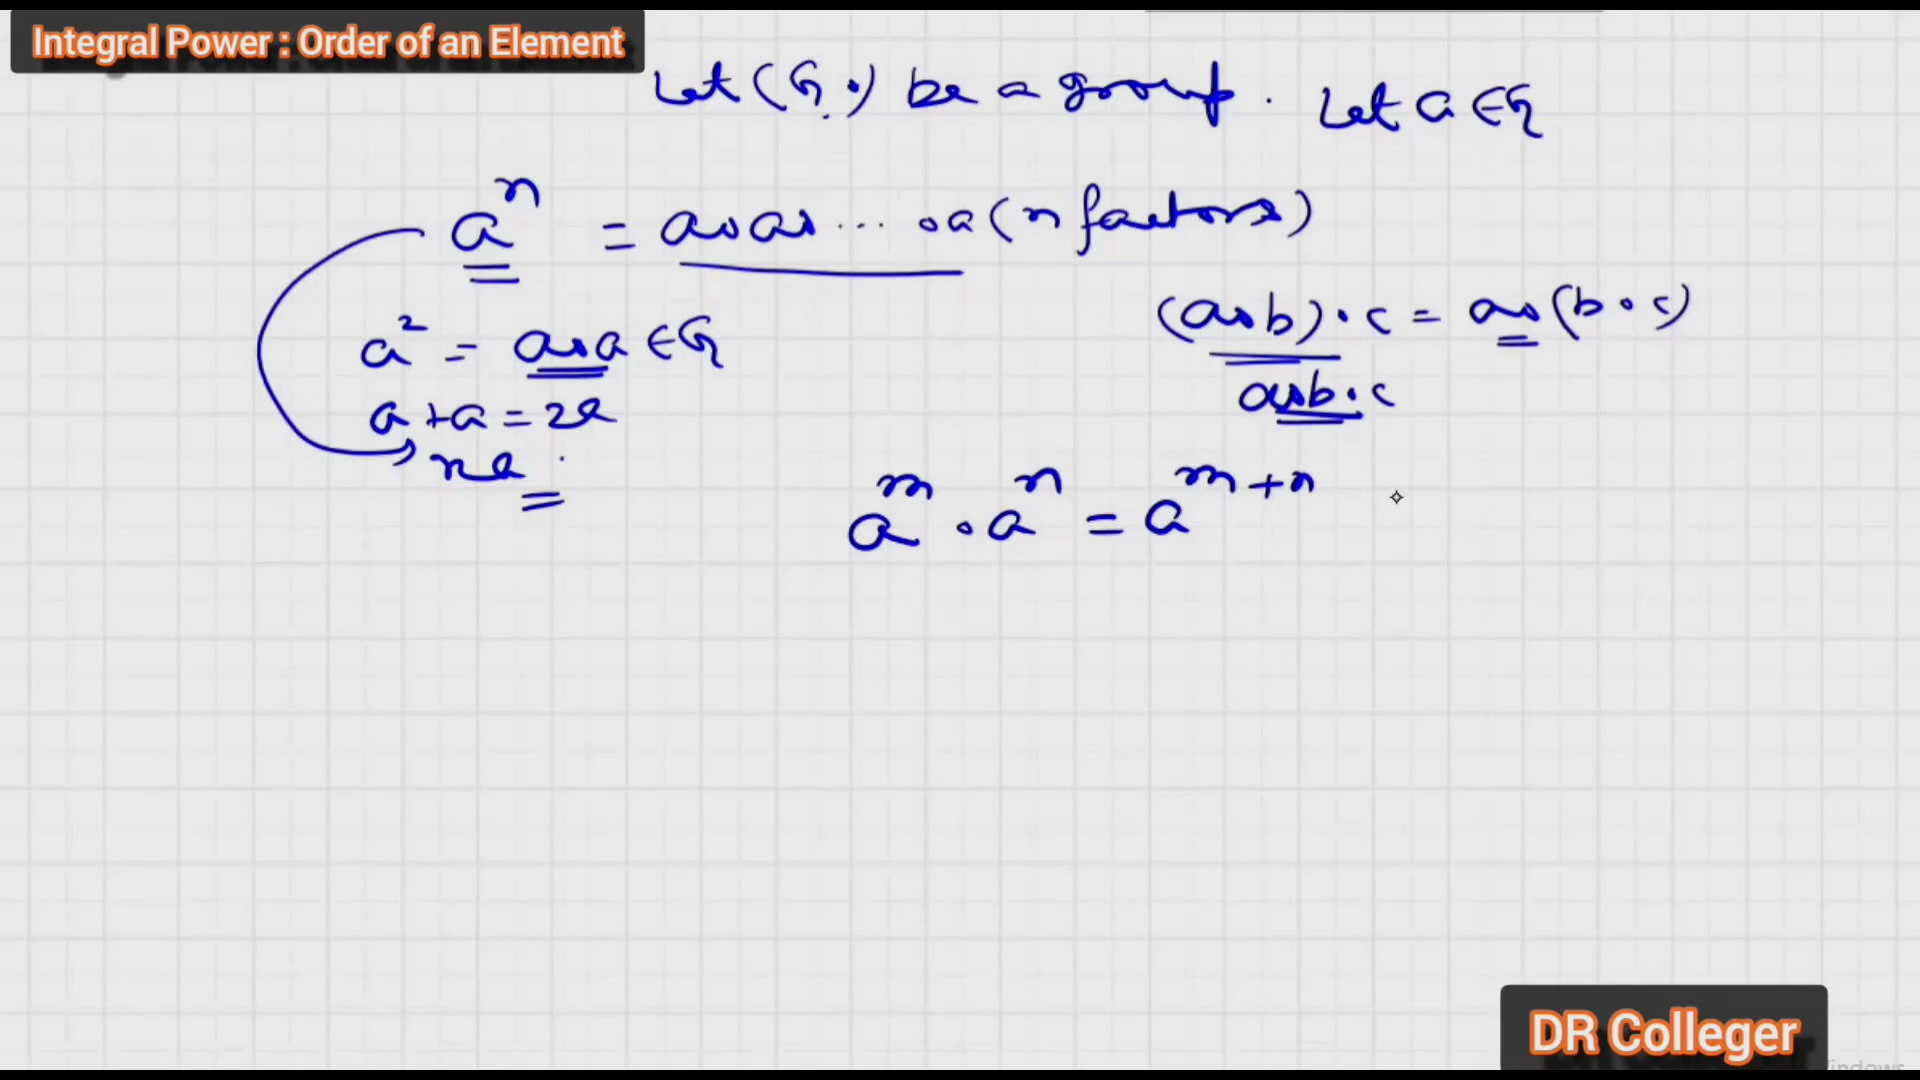 Integral Power : Order of an Element
Let (G, ·) be a group. Let a ∈ G
aⁿ = a·a· ... ·a (n factors)
(a·b)·c = a·(b·c)
a² = a·a ∈ G
a·b·c
a + a = 2a
na
aᵐ · aⁿ = aᵐ⁺ⁿ
DR Colleger